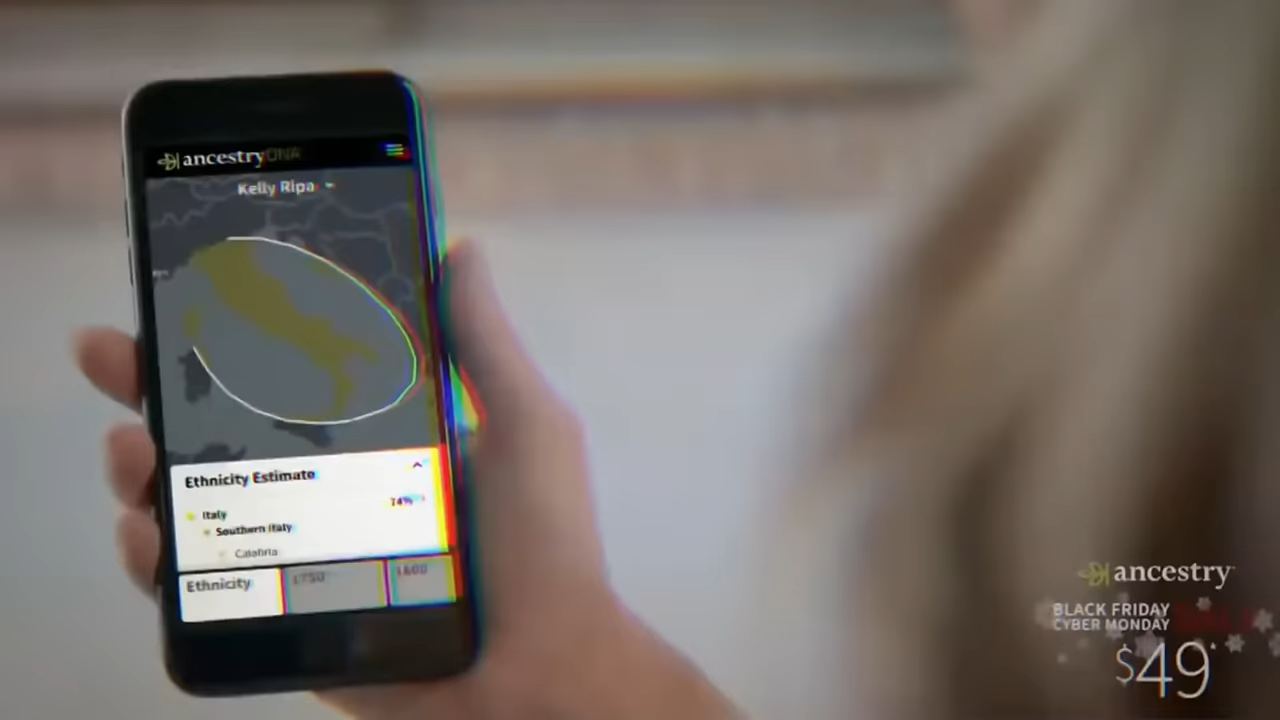 ancestryDNA
Kelly Ripa
Ethnicity Estimate
Italy 74%
Southern Italy
Calabria
Ethnicity 1750 1800
ancestry
BLACK FRIDAY
CYBER MONDAY SALE
$49*